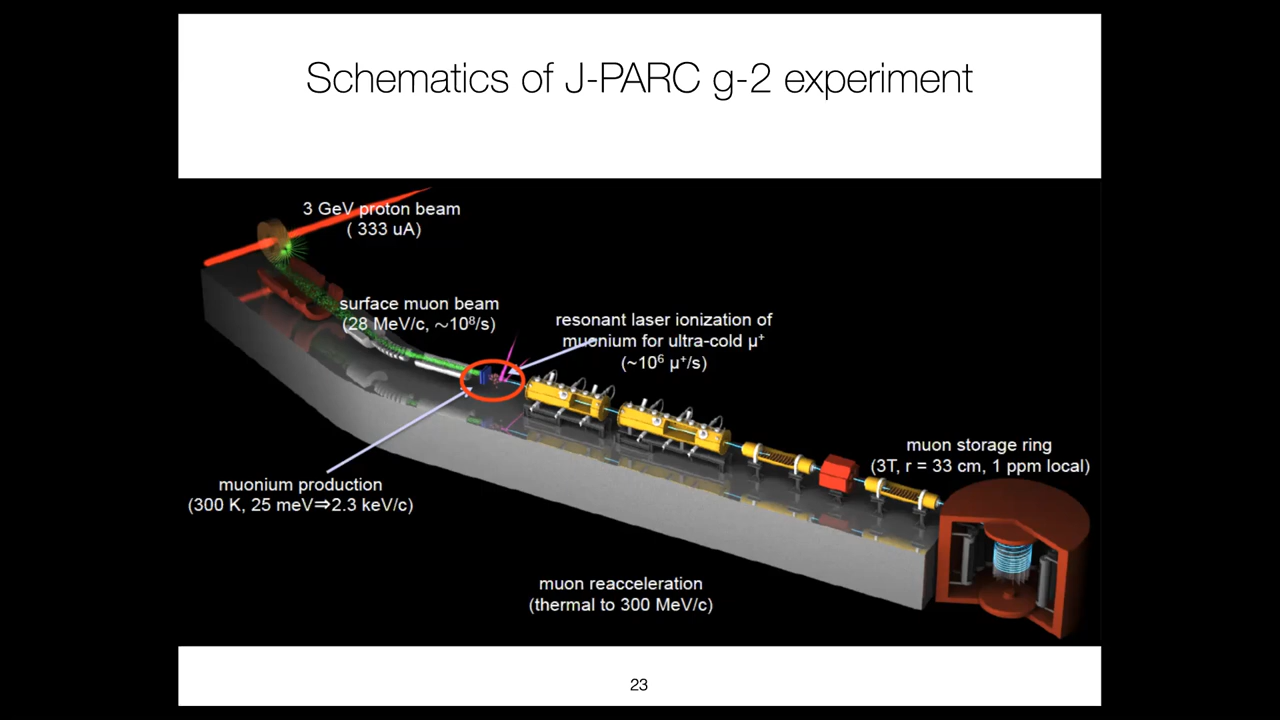 Schematics of J-PARC g-2 experiment
3 GeV proton beam
( 333 uA)
surface muon beam
(28 MeV/c, ~10⁸/s)
resonant laser ionization of
muonium for ultra-cold μ⁺
(~10⁶ μ⁺/s)
muon storage ring
(3T, r = 33 cm, 1 ppm local)
muonium production
(300 K, 25 meV⇒2.3 keV/c)
muon reacceleration
(thermal to 300 MeV/c)
23